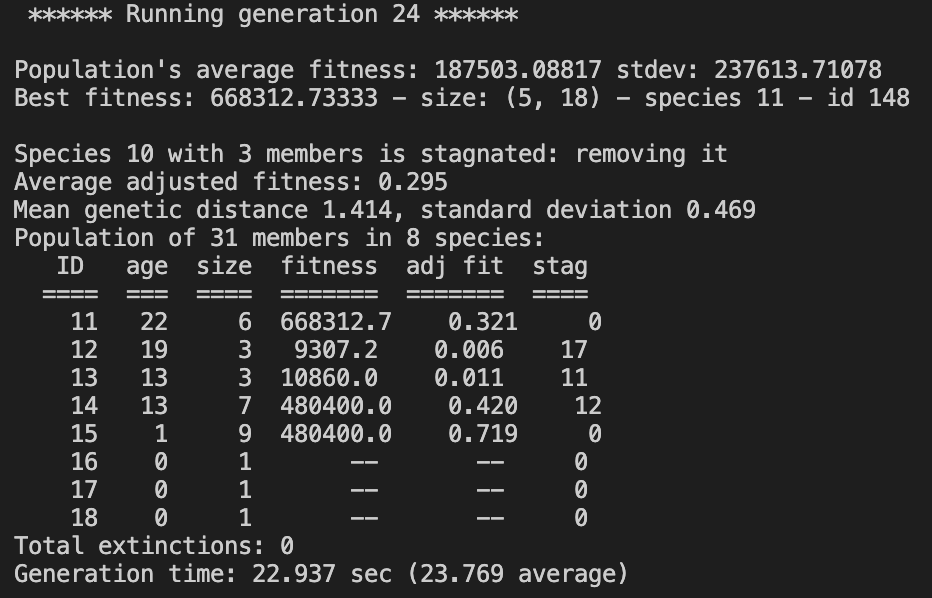 ****** Running generation 24 ******
Population's average fitness: 187503.08817 stdev: 237613.71078
Best fitness: 668312.73333 - size: (5, 18) - species 11 - id 148
Species 10 with 3 members is stagnated: removing it
Average adjusted fitness: 0.295
Mean genetic distance 1.414, standard deviation 0.469
Population of 31 members in 8 species:
ID age size fitness adj fit stag
==== === ==== ======= ======= ====
11 22 6 668312.7 0.321 0
12 19 3 9307.2 0.006 17
13 13 3 10860.0 0.011 11
14 13 7 480400.0 0.420 12
15 1 9 480400.0 0.719 0
16 0 1 -- -- 0
17 0 1 -- -- 0
18 0 1 -- -- 0
Total extinctions: 0
Generation time: 22.937 sec (23.769 average)